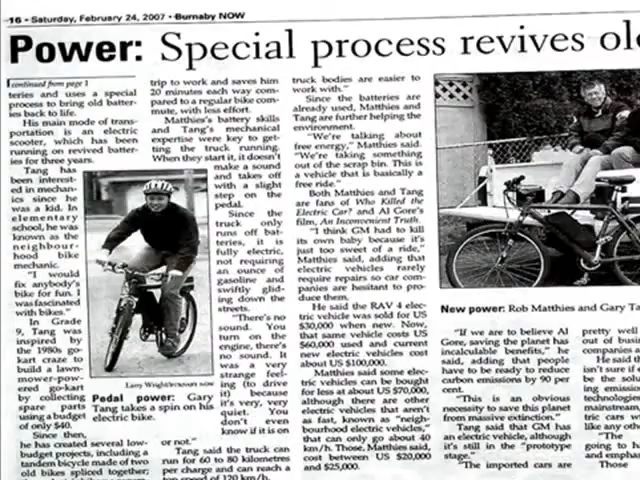 16 • Saturday, February 24, 2007 • Burnaby NOW
Power: Special process revives
continued from page 1
teries and uses a special
process to bring old batter-
ies back to life.
His main mode of trans-
portation is an electric
scooter, which has been
running on revived batter-
ies for three years.
Tang has
been interest-
ed in mechan-
ics since he
was a kid. In
elementary
school, he was
known as the
neighbour-
hood bike
mechanic.
"I would
fix anybody's
bike for fun. I
was fascinated
with bikes."
In Grade
9, Tang was
inspired by
the 1980s go-
kart craze to
build a lawn-
mower-pow-
ered go-kart
by collecting
spare parts
using a budget
of only $40.
Since then,
he has created several low-
budget projects, including a
tandem bicycle made of two
old bikes spliced together;
trip to work and saves him
20 minutes each way com-
pared to a regular bike com-
mute, with less effort.
Matthies's battery skills
and Tang's mechanical
expertise were key to get-
ting the truck running.
When they start it, it doesn't
make a sound
and takes off
with a slight
step on the
pedal.
Since the
truck only
runs off bat-
teries, it is
fully electric,
not requiring
an ounce of
gasoline and
swiftly glid-
ing down the
streets.
"There's no
sound. You
turn on the
engine, there's
no sound. It
was a very
strange feel-
ing (to drive
it) because
it's very, very
quiet. You
don't even
know if it is on
or not."
Tang said the truck can
run for 60 to 80 kilometres
per charge and can reach a
top speed of 120 km/h.
Larry Wright/BURNABY NOW
Pedal power: Gary
Tang takes a spin on his
electric bike.
truck bodies are easier to
work with."
Since the batteries are
already used, Matthies and
Tang are further helping the
environment.
"We're talking about
free energy," Matthies said.
"We're taking something
out of the scrap bin. This is
a vehicle that is basically a
free ride."
Both Matthies and Tang
are fans of Who Killed the
Electric Car? and Al Gore's
film, An Inconvenient Truth.
"I think GM had to kill
its own baby because it's
just too sweet of a ride,"
Matthies said, adding that
electric vehicles rarely
require repairs so car com-
panies are hesitant to pro-
duce them.
He said the RAV 4 elec-
tric vehicle was sold for US
$30,000 when new. Now,
that same vehicle costs US
$60,000 used and current
new electric vehicles cost
about US $100,000.
Matthies said some elec-
tric vehicles can be bought
for less at about US $70,000,
although there are other
electric vehicles that aren't
as fast, known as "neigh-
bourhood electric vehicles,"
that can only go about 40
km/h. Those, Matthies said,
cost between US $20,000
and $25,000.
New power: Rob Matthies and Gary
"If we are to believe Al
Gore, saving the planet has
incalculable benefits," he
said, adding that people
have to be ready to reduce
carbon emissions by 90 per
cent.
"This is an obvious
necessity to save this planet
from massive extinction."
Tang said that GM has
an electric vehicle, although
it's still in the "prototype
stage."
"The imported cars are
pretty well
out of busi
companies
He said th
isn't sure if
be the
ing emission
technologies
mainstream
tric cars
like any othe
"The
going to
and empha
Those